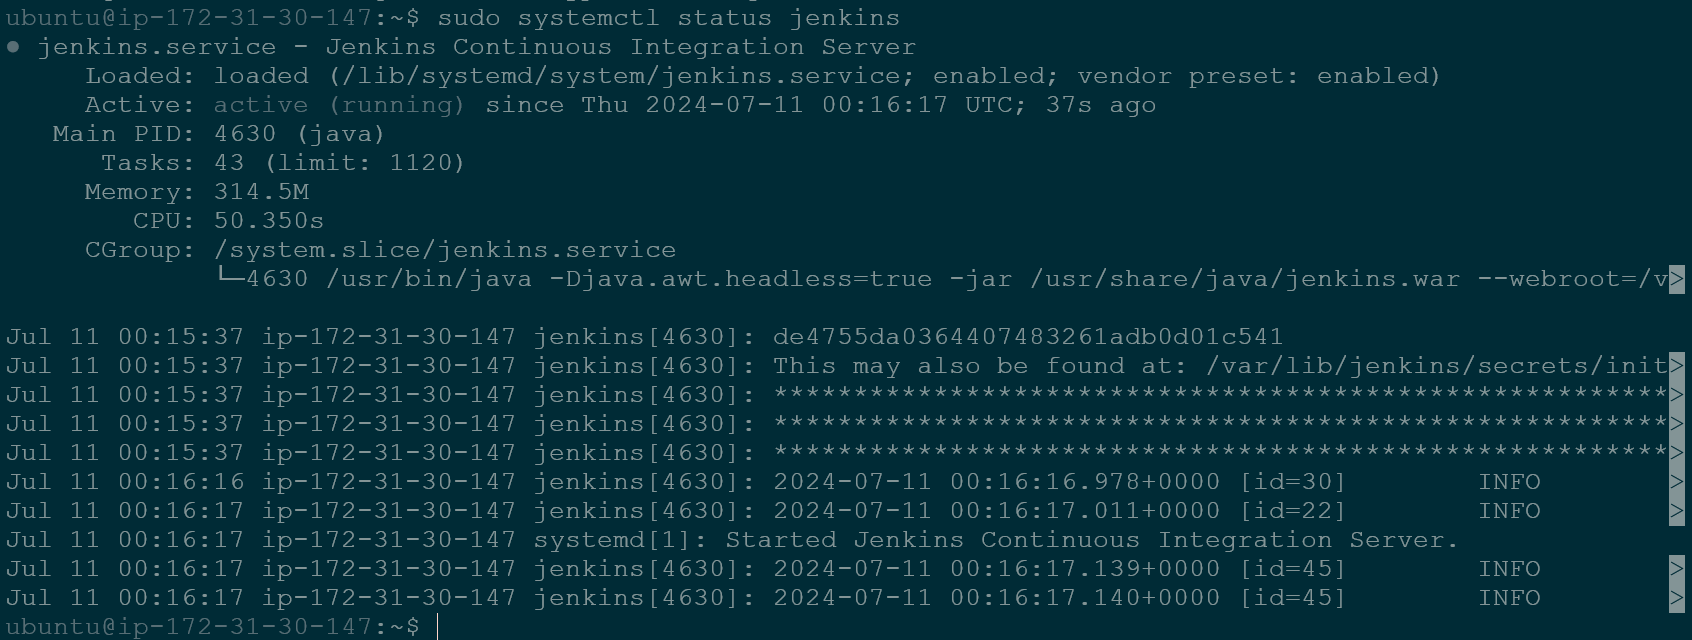 ubuntu@ip-172-31-30-147:~$ sudo systemctl status jenkins
● jenkins.service - Jenkins Continuous Integration Server
     Loaded: loaded (/lib/systemd/system/jenkins.service; enabled; vendor preset: enabled)
     Active: active (running) since Thu 2024-07-11 00:16:17 UTC; 37s ago
   Main PID: 4630 (java)
      Tasks: 43 (limit: 1120)
     Memory: 314.5M
        CPU: 50.350s
     CGroup: /system.slice/jenkins.service
             └─4630 /usr/bin/java -Djava.awt.headless=true -jar /usr/share/java/jenkins.war --webroot=/v>
Jul 11 00:15:37 ip-172-31-30-147 jenkins[4630]: de4755da0364407483261adb0d01c541
Jul 11 00:15:37 ip-172-31-30-147 jenkins[4630]: This may also be found at: /var/lib/jenkins/secrets/init>
Jul 11 00:15:37 ip-172-31-30-147 jenkins[4630]: ********************************************************>
Jul 11 00:15:37 ip-172-31-30-147 jenkins[4630]: ********************************************************>
Jul 11 00:15:37 ip-172-31-30-147 jenkins[4630]: ********************************************************>
Jul 11 00:16:16 ip-172-31-30-147 jenkins[4630]: 2024-07-11 00:16:16.978+0000 [id=30]        INFO        >
Jul 11 00:16:17 ip-172-31-30-147 jenkins[4630]: 2024-07-11 00:16:17.011+0000 [id=22]        INFO        >
Jul 11 00:16:17 ip-172-31-30-147 systemd[1]: Started Jenkins Continuous Integration Server.
Jul 11 00:16:17 ip-172-31-30-147 jenkins[4630]: 2024-07-11 00:16:17.139+0000 [id=45]        INFO        >
Jul 11 00:16:17 ip-172-31-30-147 jenkins[4630]: 2024-07-11 00:16:17.140+0000 [id=45]        INFO        >
ubuntu@ip-172-31-30-147:~$